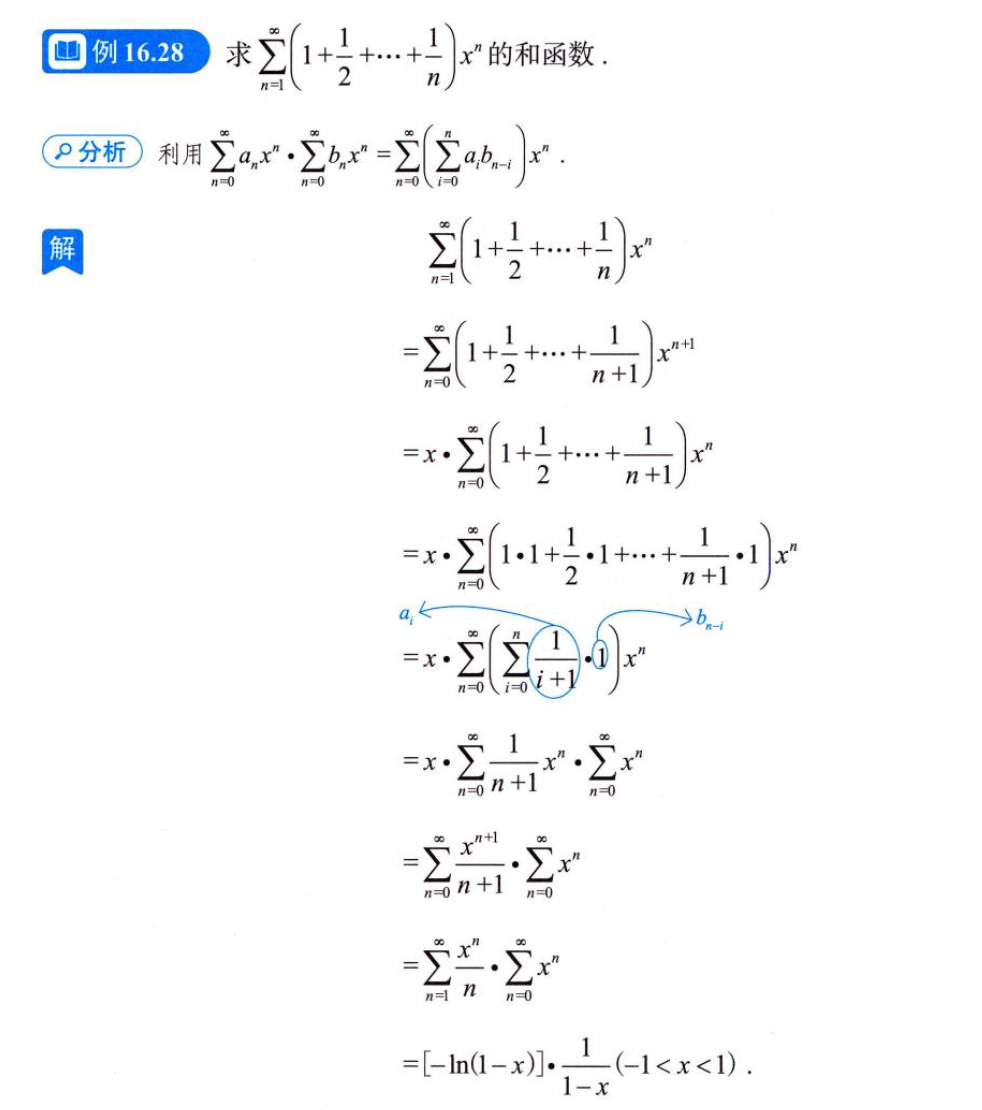 例 16.28 求 $\sum_{n=1}^{\infty}\left(1+\frac{1}{2}+\cdots+\frac{1}{n}\right)x^n$ 的和函数.
分析 利用 $\sum_{n=0}^{\infty}a_nx^n\cdot\sum_{n=0}^{\infty}b_nx^n=\sum_{n=0}^{\infty}\left(\sum_{i=0}^{n}a_ib_{n-i}\right)x^n$.
解 $\sum_{n=1}^{\infty}\left(1+\frac{1}{2}+\cdots+\frac{1}{n}\right)x^n$
$=\sum_{n=0}^{\infty}\left(1+\frac{1}{2}+\cdots+\frac{1}{n+1}\right)x^{n+1}$
$=x\cdot\sum_{n=0}^{\infty}\left(1+\frac{1}{2}+\cdots+\frac{1}{n+1}\right)x^n$
$=x\cdot\sum_{n=0}^{\infty}\left(1\cdot1+\frac{1}{2}\cdot1+\cdots+\frac{1}{n+1}\cdot1\right)x^n$
$a_i$ $b_{n-i}$
$=x\cdot\sum_{n=0}^{\infty}\left(\sum_{i=0}^{n}\frac{1}{i+1}\cdot1\right)x^n$
$=x\cdot\sum_{n=0}^{\infty}\frac{1}{n+1}x^n\cdot\sum_{n=0}^{\infty}x^n$
$=\sum_{n=0}^{\infty}\frac{x^{n+1}}{n+1}\cdot\sum_{n=0}^{\infty}x^n$
$=\sum_{n=1}^{\infty}\frac{x^n}{n}\cdot\sum_{n=0}^{\infty}x^n$
$=[-\ln(1-x)]\cdot\frac{1}{1-x}(-1<x<1)$.